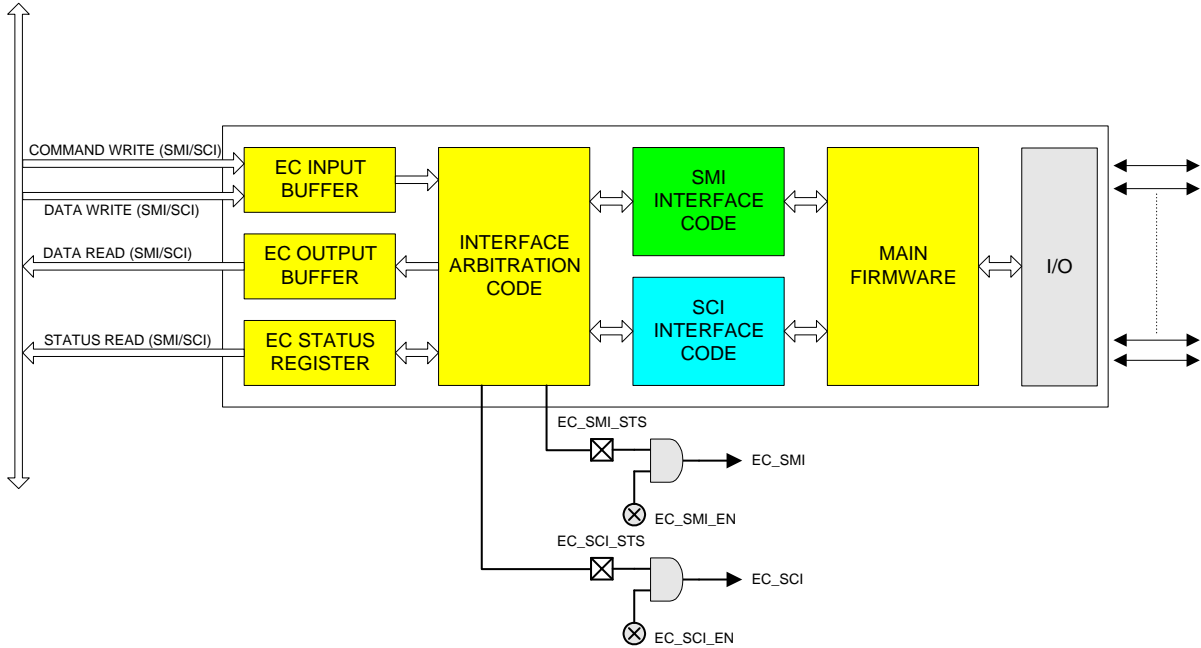 COMMAND WRITE (SMI/SCI)
DATA WRITE (SMI/SCI)
DATA READ (SMI/SCI)
STATUS READ (SMI/SCI)
EC INPUT
BUFFER
EC OUTPUT
BUFFER
EC STATUS
REGISTER
INTERFACE
ARBITRATION
CODE
SMI
INTERFACE
CODE
SCI
INTERFACE
CODE
MAIN
FIRMWARE
I/O
EC_SMI_STS
EC_SMI
EC_SMI_EN
EC_SCI_STS
EC_SCI
EC_SCI_EN